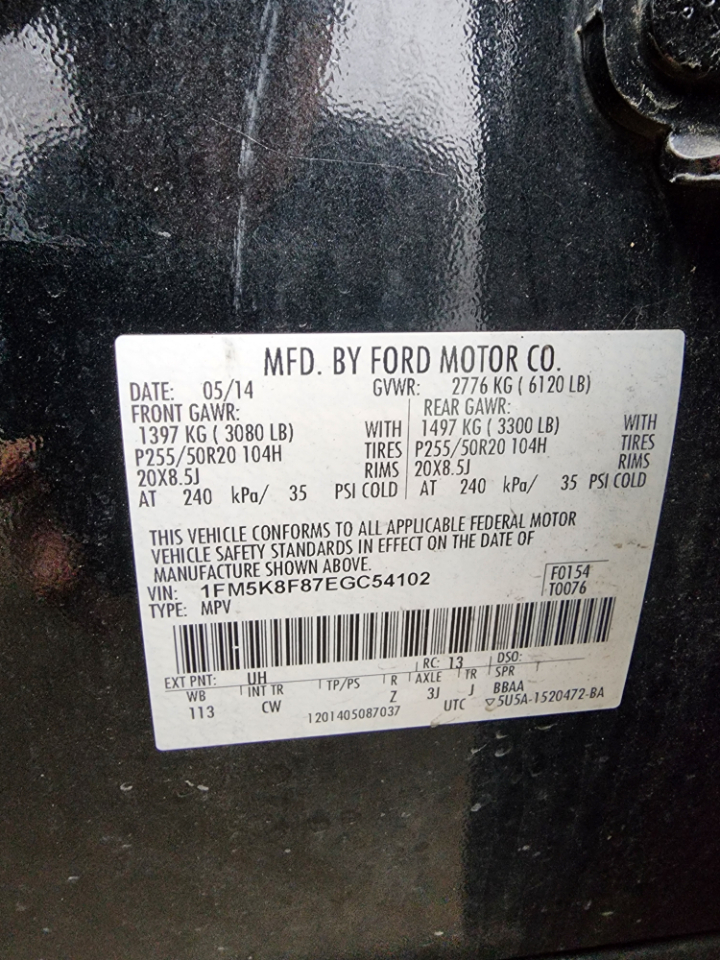 MFD. BY FORD MOTOR CO.
DATE: 05/14 GVWR: 2776 KG ( 6120 LB)
FRONT GAWR: REAR GAWR:
1397 KG ( 3080 LB) WITH 1497 KG ( 3300 LB) WITH
P255/50R20 104H TIRES P255/50R20 104H TIRES
20X8.5J RIMS 20X8.5J RIMS
AT 240 kPa/ 35 PSI COLD AT 240 kPa/ 35 PSI COLD
THIS VEHICLE CONFORMS TO ALL APPLICABLE FEDERAL MOTOR
VEHICLE SAFETY STANDARDS IN EFFECT ON THE DATE OF
MANUFACTURE SHOWN ABOVE.
VIN: 1FM5K8F87EGC54102 F0154
TYPE: MPV T0076
EXT PNT: UH RC: 13 DSO:
WB INT TR TP/PS R AXLE TR SPR
113 CW Z 3J J BBAA
1201405087037 UTC ▽5U5A-1520472-BA